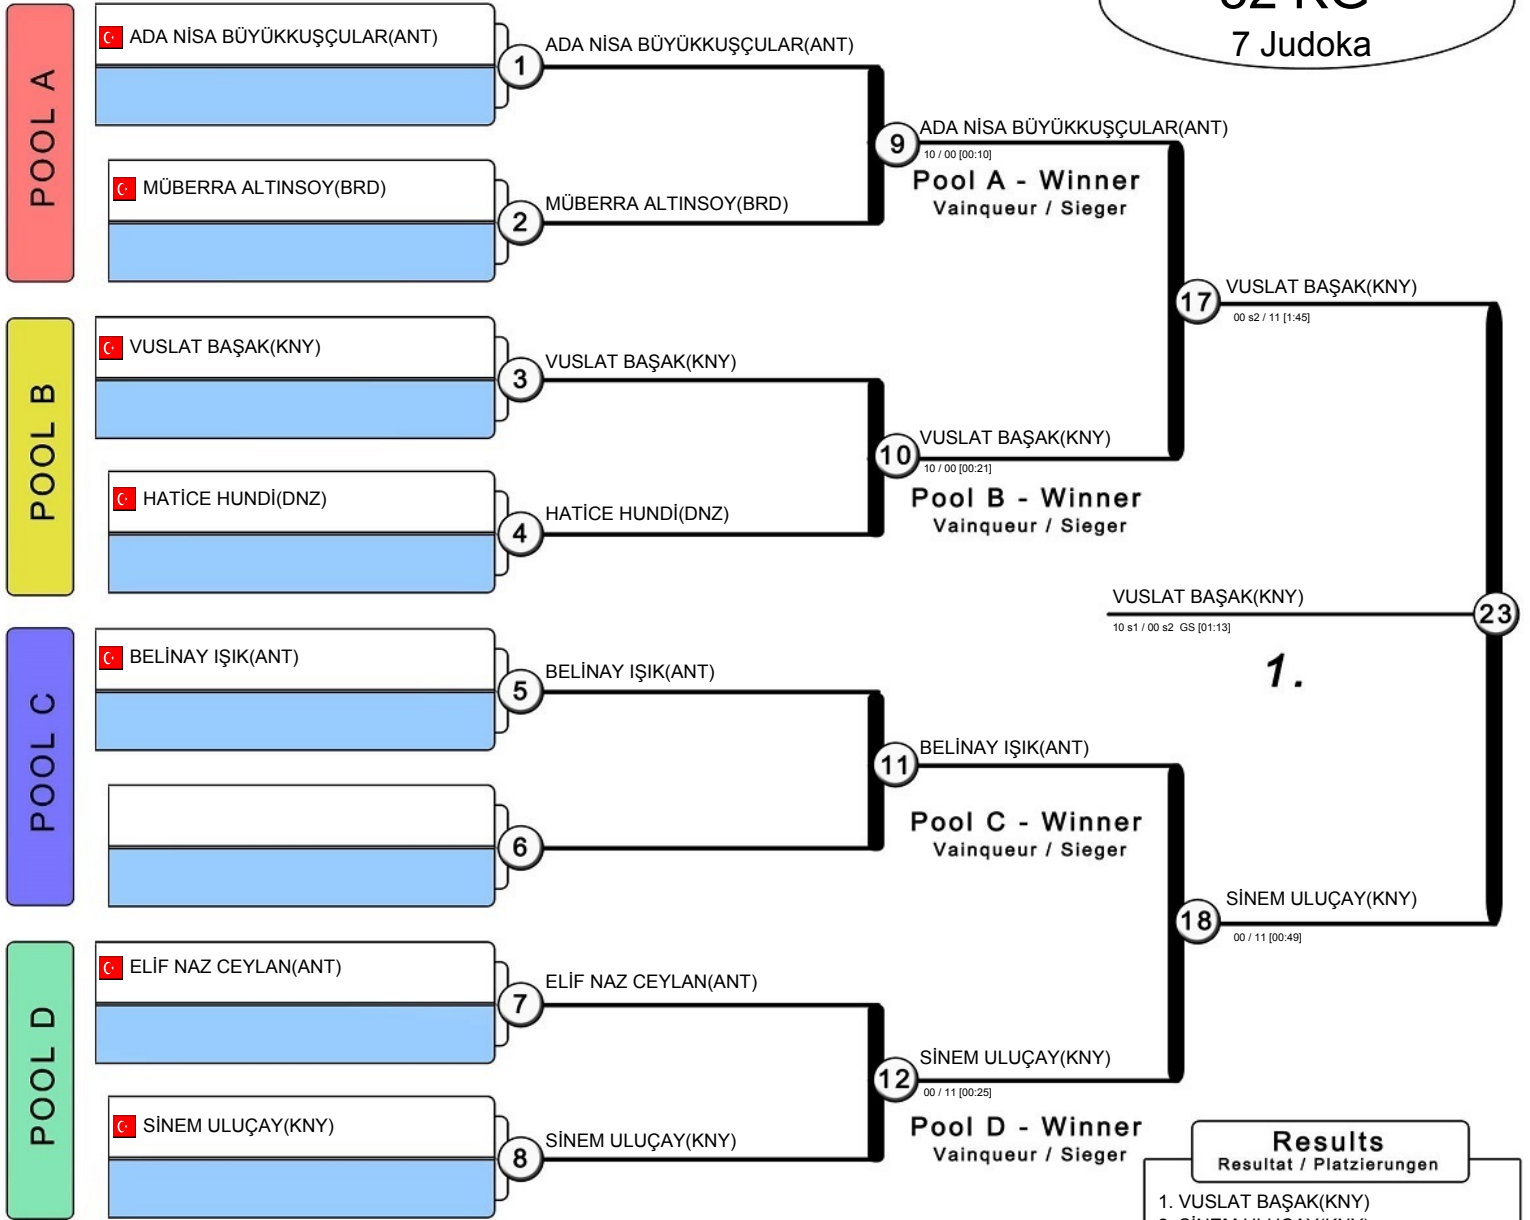 7 Judoka
POOL A
ADA NİSA BÜYÜKKUŞÇULAR(ANT)
1
ADA NİSA BÜYÜKKUŞÇULAR(ANT)
MÜBERRA ALTINSOY(BRD)
2
MÜBERRA ALTINSOY(BRD)
9
ADA NİSA BÜYÜKKUŞÇULAR(ANT)
10 / 00 [00:10]
Pool A - Winner
Vainqueur / Sieger
POOL B
VUSLAT BAŞAK(KNY)
3
VUSLAT BAŞAK(KNY)
HATİCE HUNDİ(DNZ)
4
HATİCE HUNDİ(DNZ)
10
VUSLAT BAŞAK(KNY)
10 / 00 [00:21]
Pool B - Winner
Vainqueur / Sieger
17
VUSLAT BAŞAK(KNY)
00 s2 / 11 [1:45]
POOL C
BELİNAY IŞIK(ANT)
5
BELİNAY IŞIK(ANT)
6
11
BELİNAY IŞIK(ANT)
Pool C - Winner
Vainqueur / Sieger
POOL D
ELİF NAZ CEYLAN(ANT)
7
ELİF NAZ CEYLAN(ANT)
SİNEM ULUÇAY(KNY)
8
SİNEM ULUÇAY(KNY)
12
SİNEM ULUÇAY(KNY)
00 / 11 [00:25]
Pool D - Winner
Vainqueur / Sieger
18
SİNEM ULUÇAY(KNY)
00 / 11 [00:49]
VUSLAT BAŞAK(KNY)
23
10 s1 / 00 s2 GS [01:13]
1.
Results
Resultat / Platzierungen
1. VUSLAT BAŞAK(KNY)